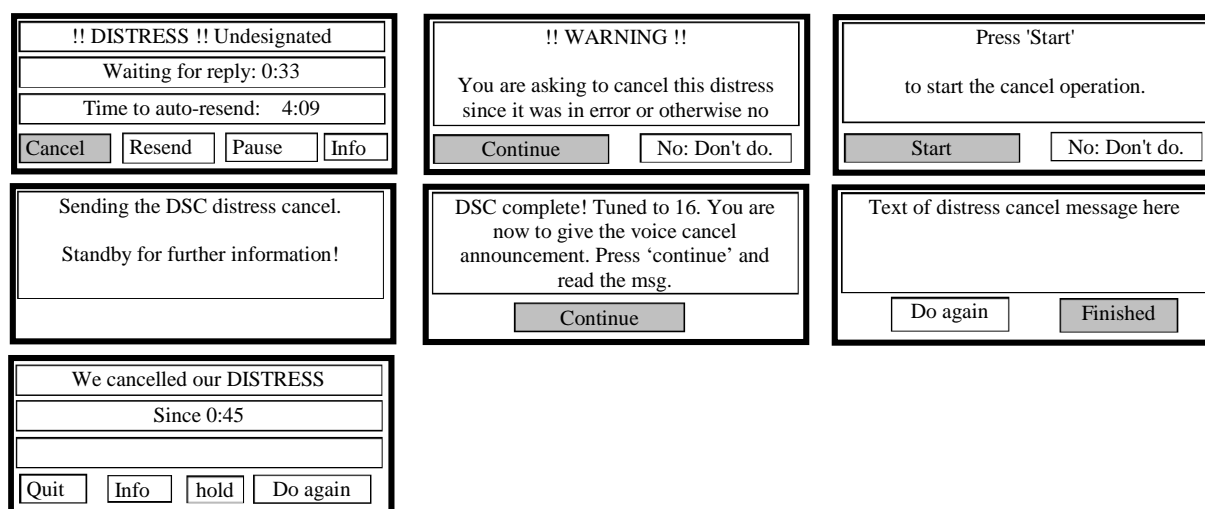 !! DISTRESS !! Undesignated
Waiting for reply: 0:33
Time to auto-resend: 4:09
Cancel Resend Pause Info
!! WARNING !!
You are asking to cancel this distress
since it was in error or otherwise no
Continue No: Don't do.
Press 'Start'
to start the cancel operation.
Start No: Don't do.
Sending the DSC distress cancel.
Standby for further information!
DSC complete! Tuned to 16. You are
now to give the voice cancel
announcement. Press ‘continue’ and
read the msg.
Continue
Text of distress cancel message here
Do again Finished
We cancelled our DISTRESS
Since 0:45
Quit Info hold Do again